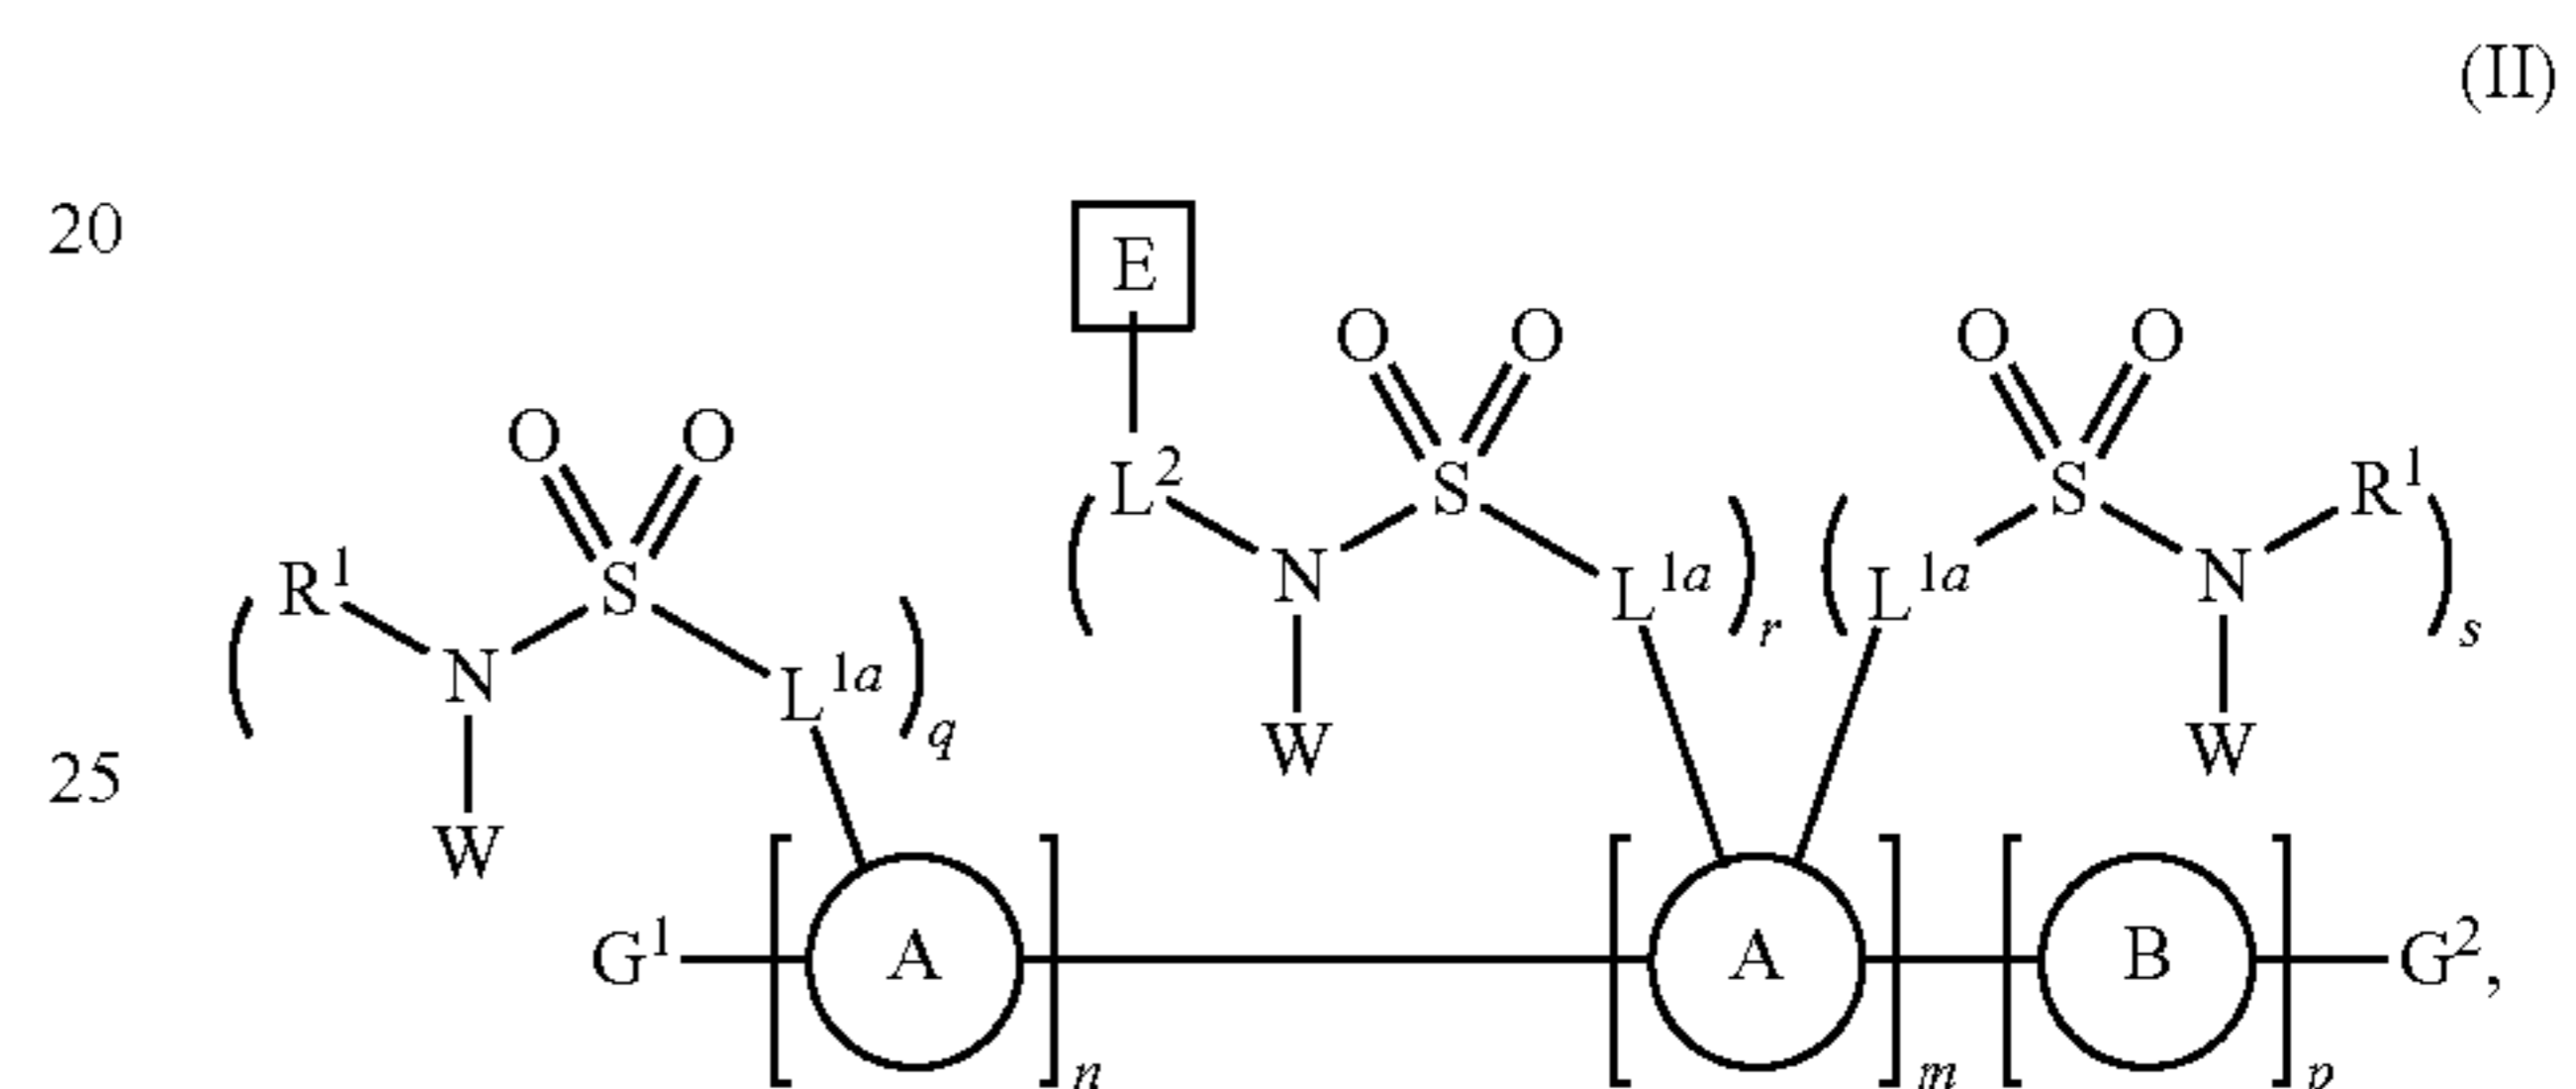 (II)
20
E
O O O O
O O L² S S R¹
R¹ S N L¹ᵃ r L¹ᵃ N s
N L¹ᵃ q W W
25
W
G¹ A n A m B p G²,